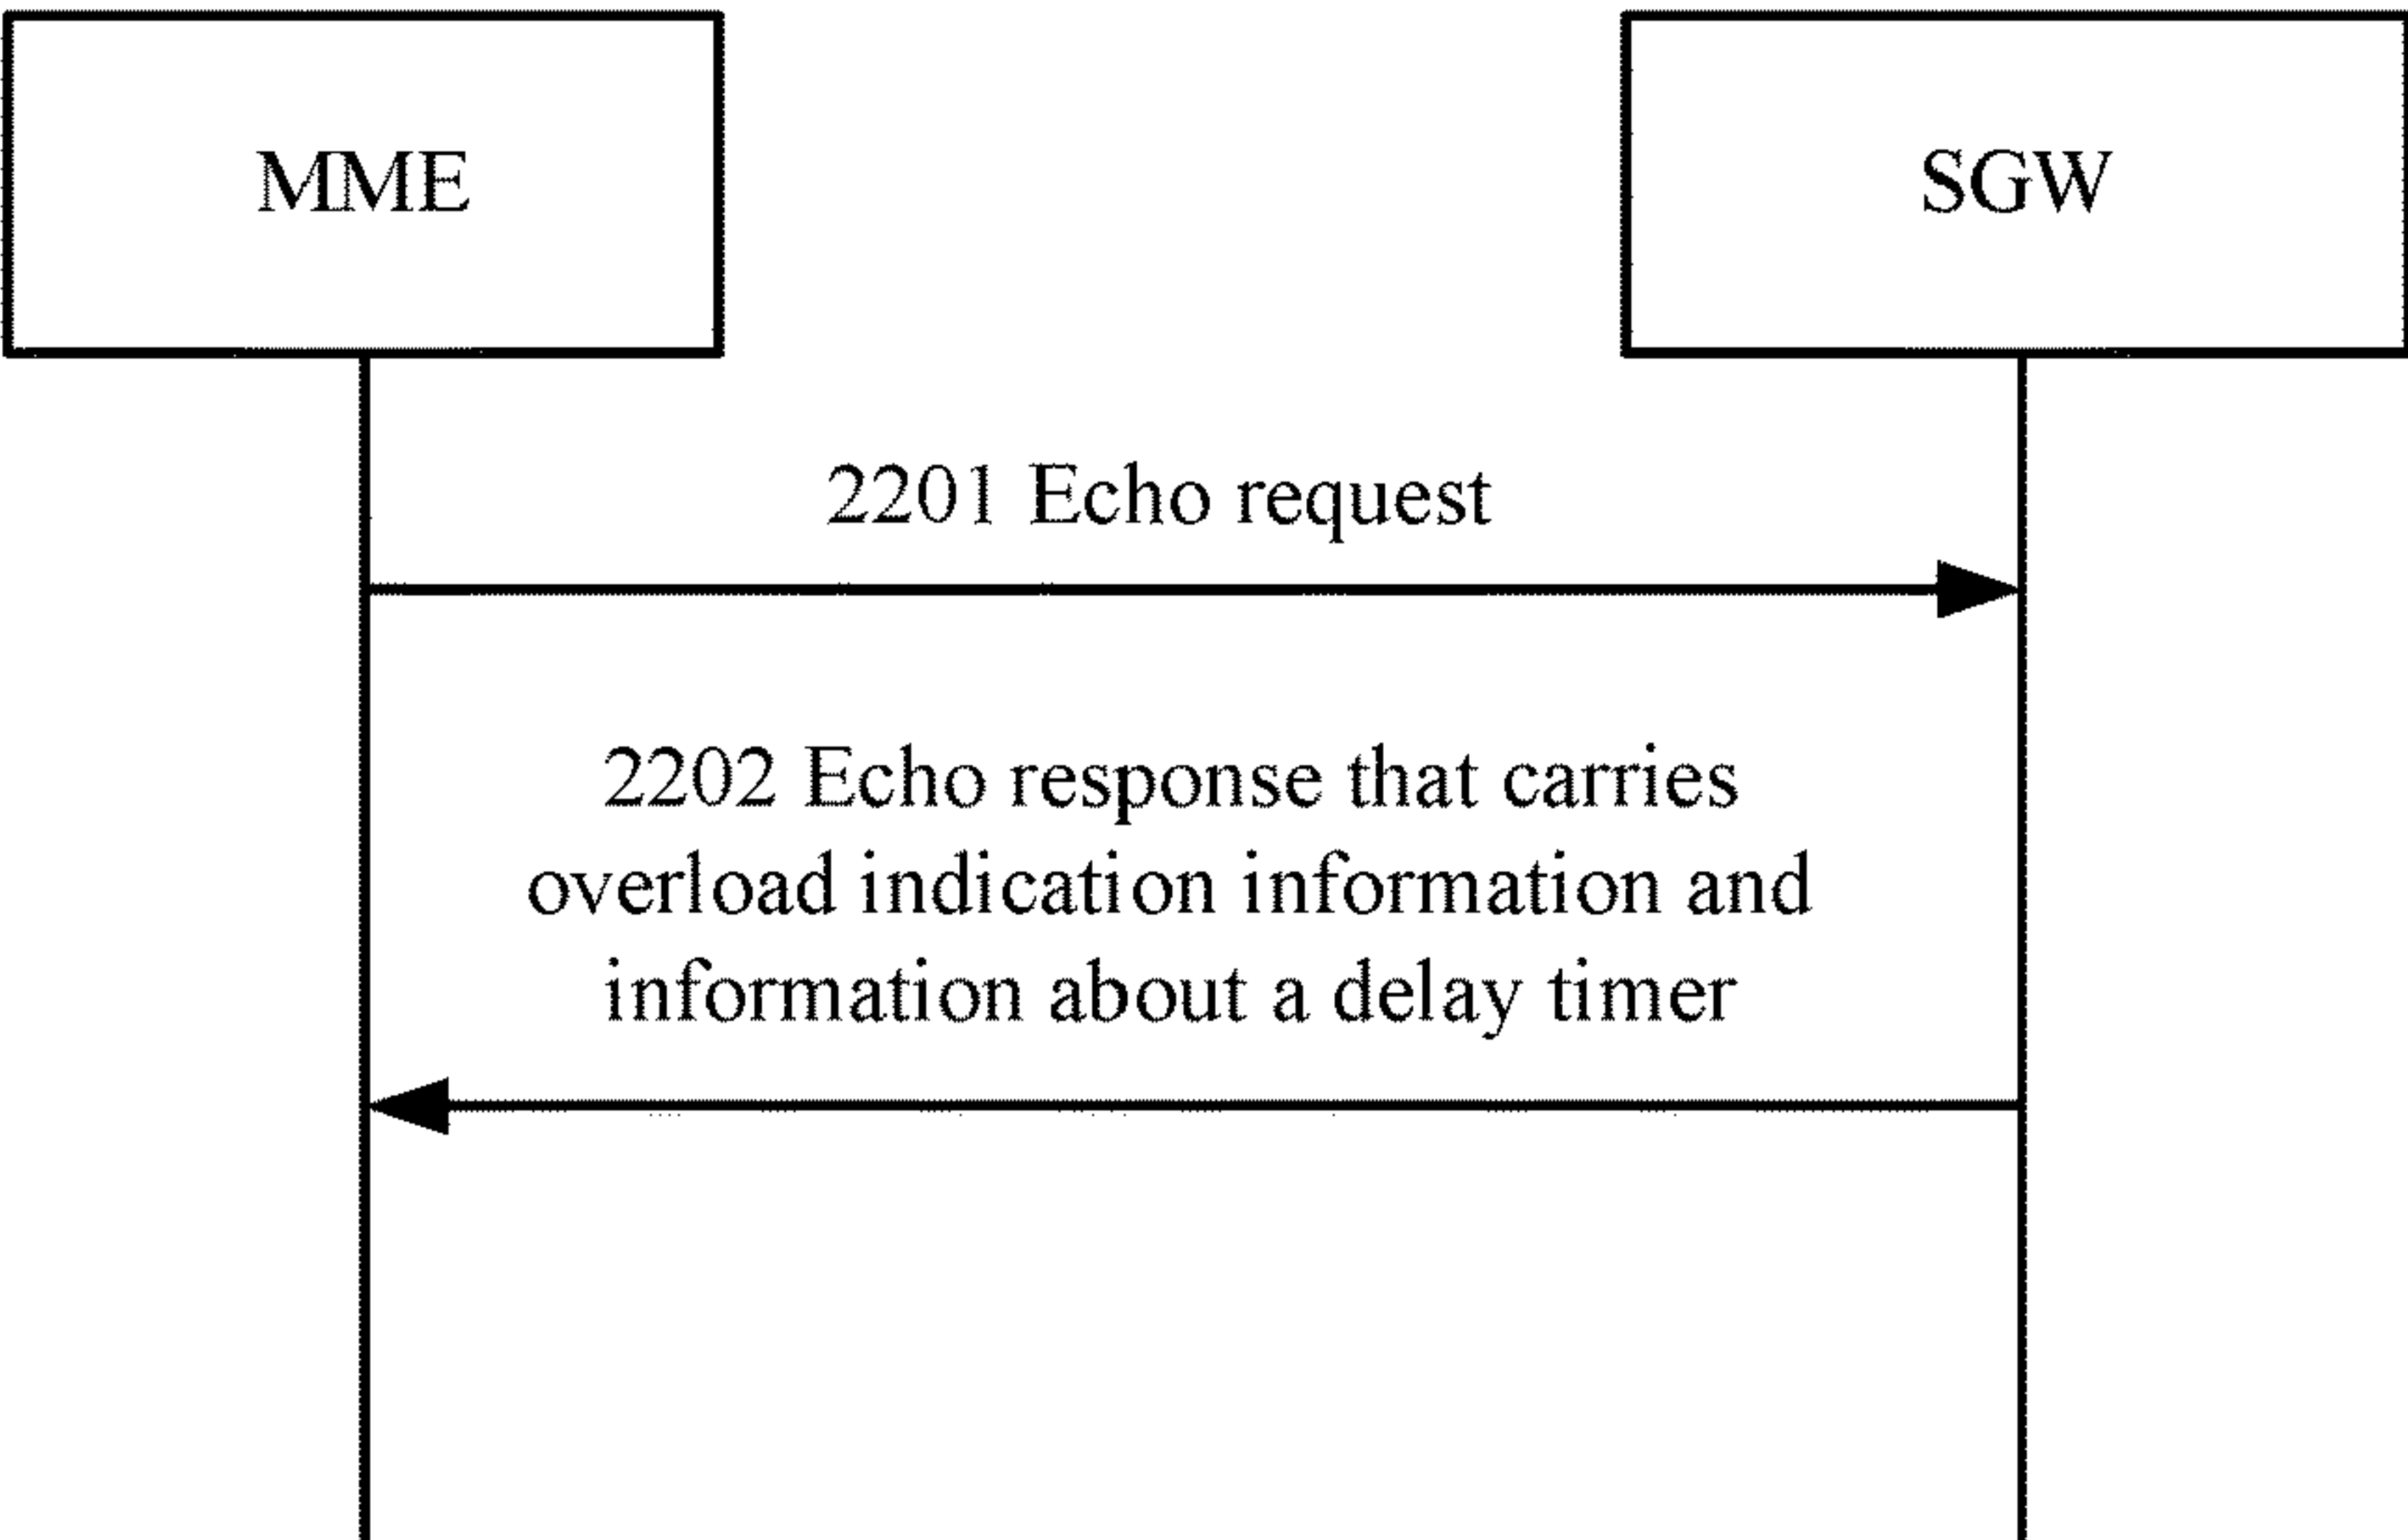 MME
SGW
2201 Echo request
2202 Echo response that carries
overload indication information and
information about a delay timer